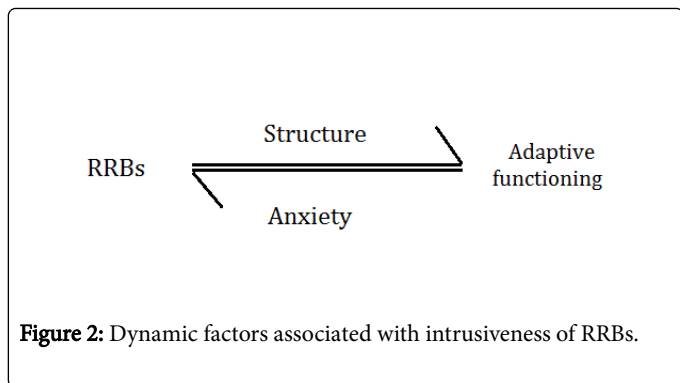 Structure
RRBs
Adaptive
functioning
Anxiety
Figure 2: Dynamic factors associated with intrusiveness of RRBs.